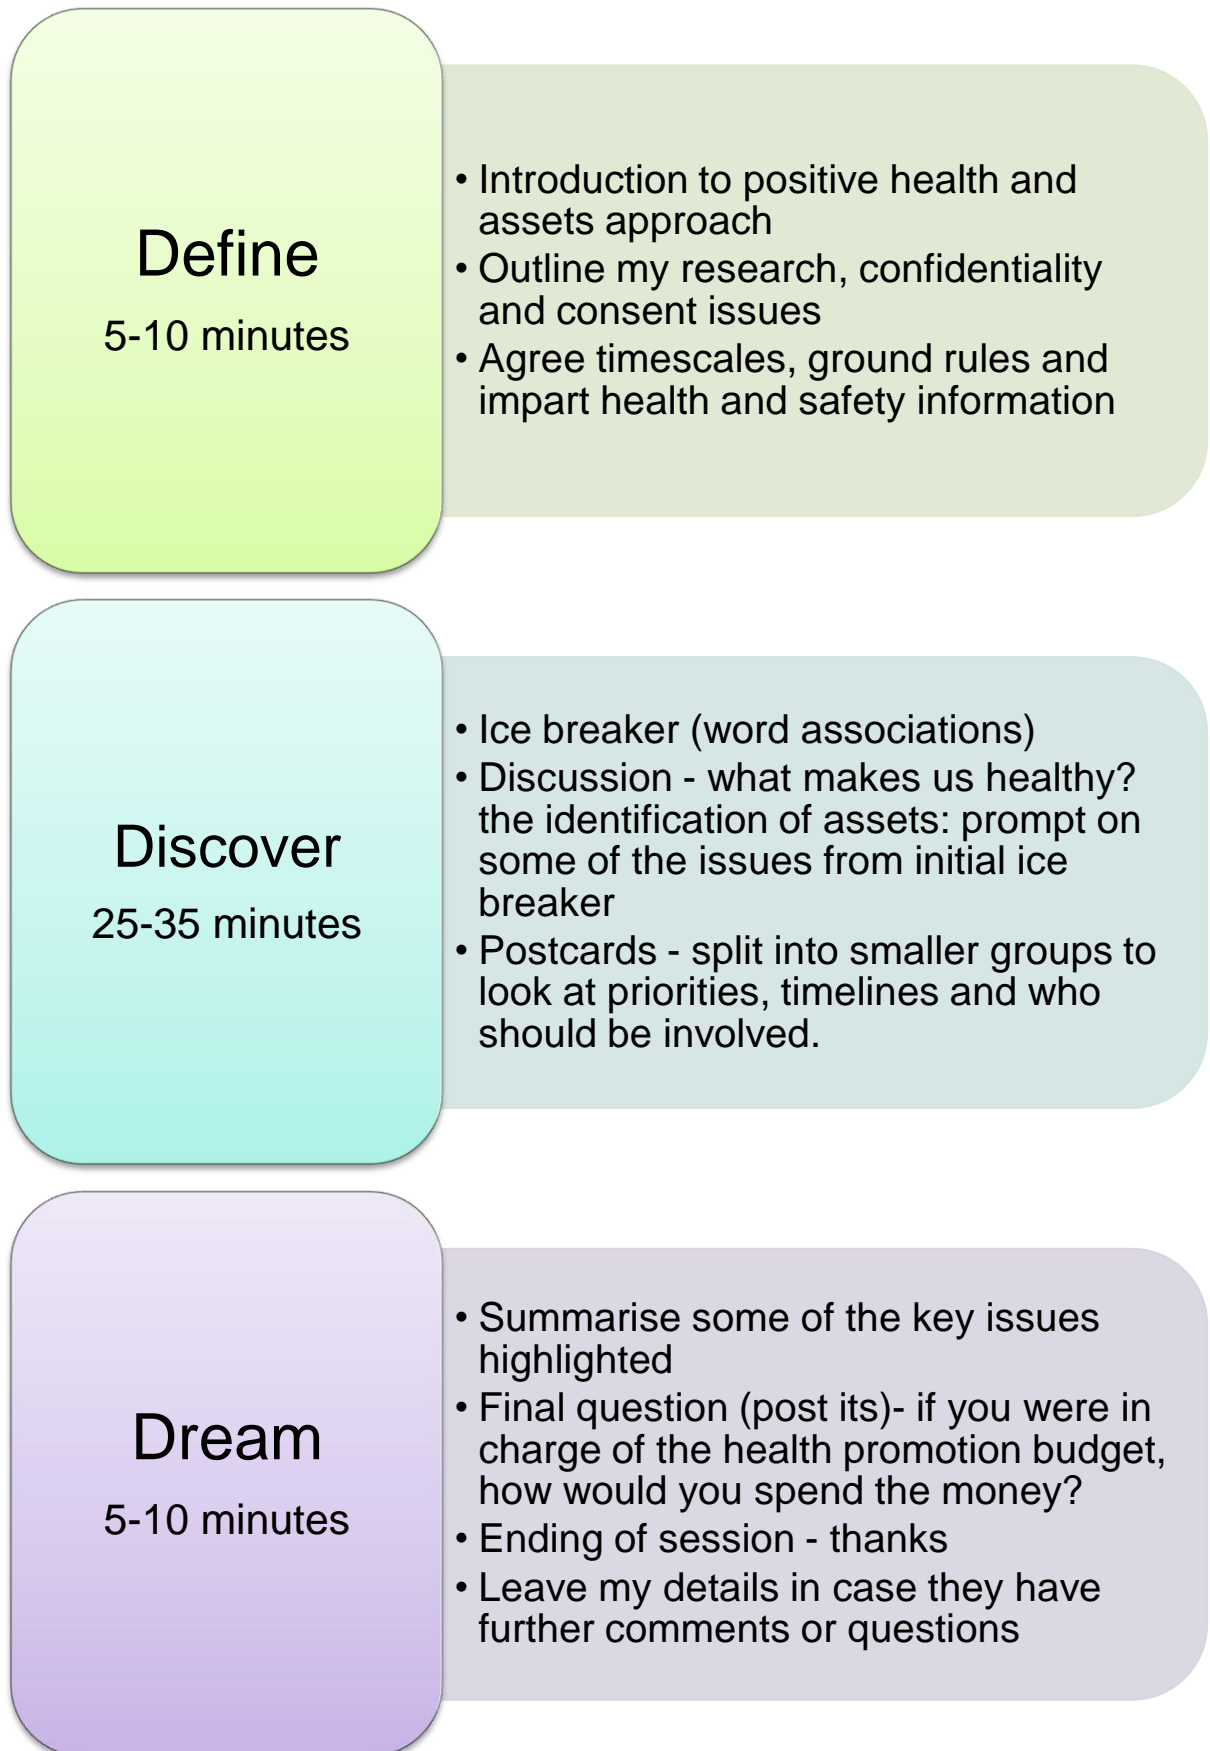 Define
5-10 minutes
• Introduction to positive health and
assets approach
• Outline my research, confidentiality
and consent issues
• Agree timescales, ground rules and
impart health and safety information
Discover
25-35 minutes
• Ice breaker (word associations)
• Discussion - what makes us healthy?
the identification of assets: prompt on
some of the issues from initial ice
breaker
• Postcards - split into smaller groups to
look at priorities, timelines and who
should be involved.
Dream
5-10 minutes
• Summarise some of the key issues
highlighted
• Final question (post its)- if you were in
charge of the health promotion budget,
how would you spend the money?
• Ending of session - thanks
• Leave my details in case they have
further comments or questions